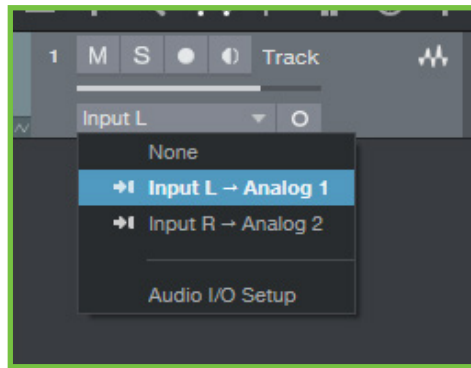 1 M S Track
Input L
None
Input L → Analog 1
Input R → Analog 2
Audio I/O Setup